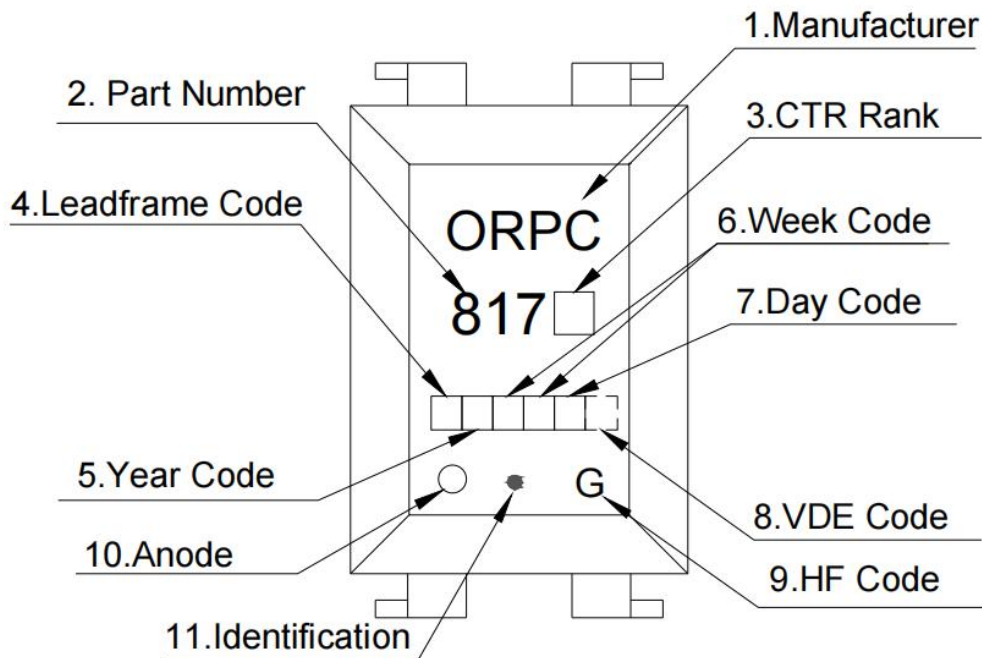 1.Manufacturer
2. Part Number
3.CTR Rank
4.Leadframe Code
ORPC
6.Week Code
817
7.Day Code
5.Year Code
G
8.VDE Code
10.Anode
9.HF Code
11.Identification